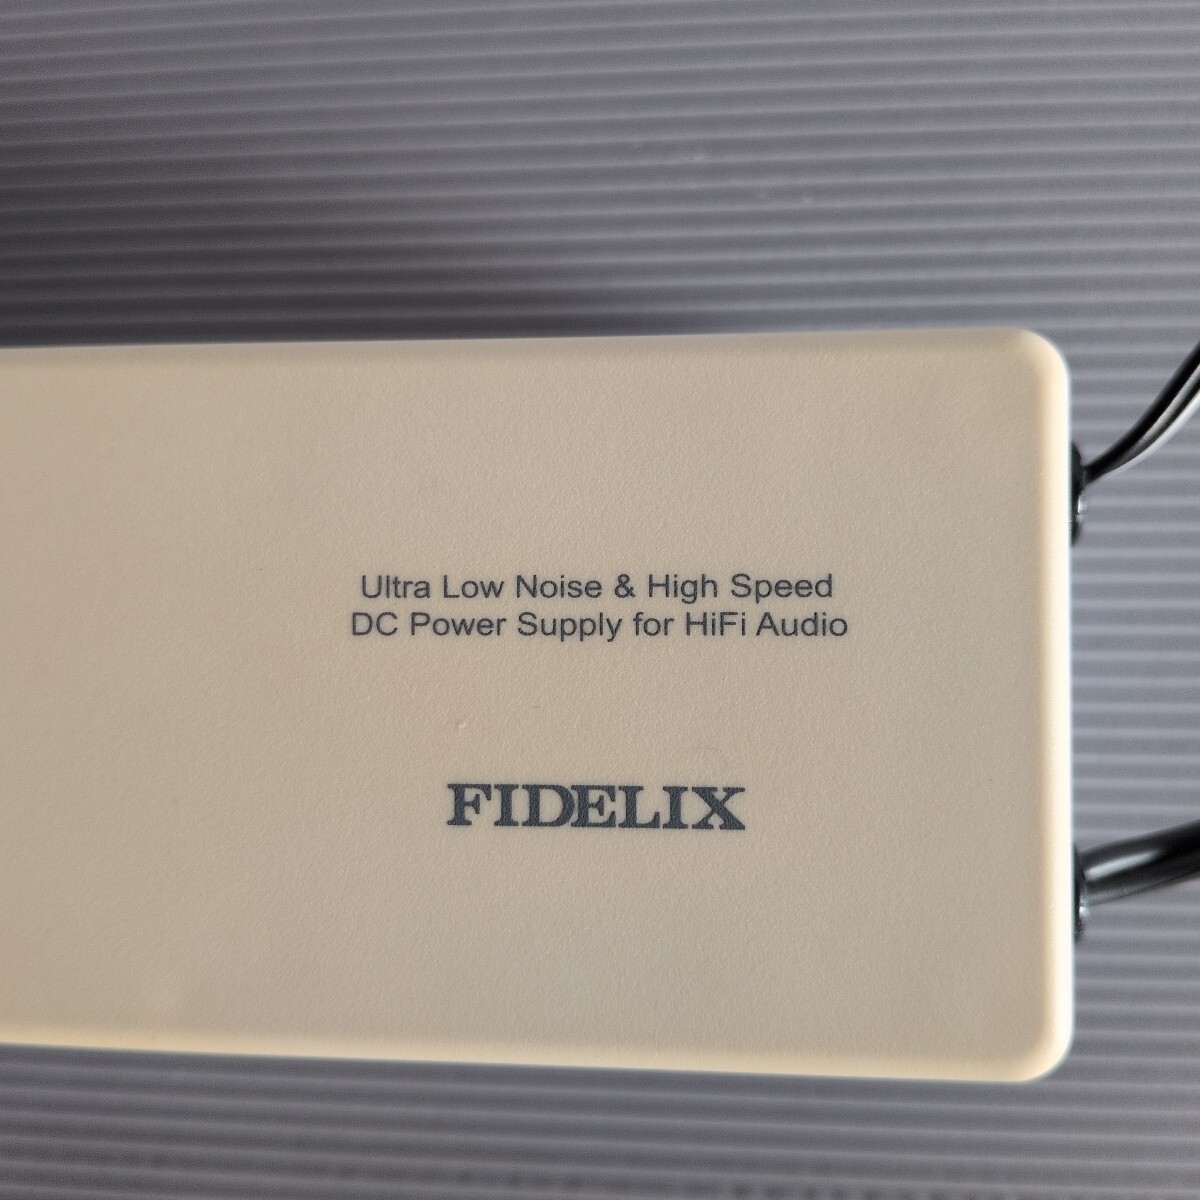 Ultra Low Noise & High Speed
DC Power Supply for HiFi Audio
FIDELIX